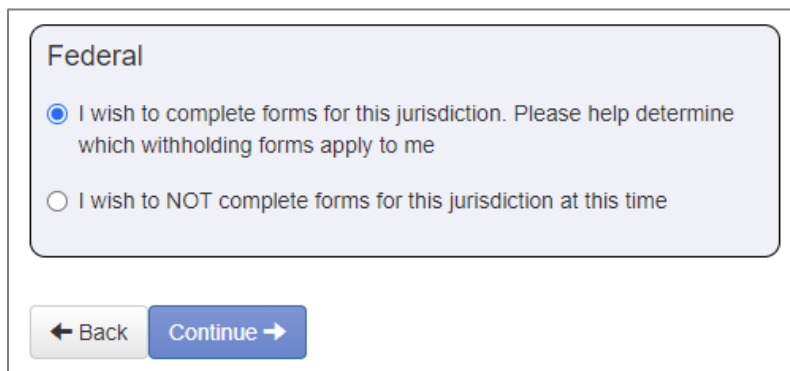 Federal
I wish to complete forms for this jurisdiction. Please help determine
which withholding forms apply to me
I wish to NOT complete forms for this jurisdiction at this time
Back
Continue